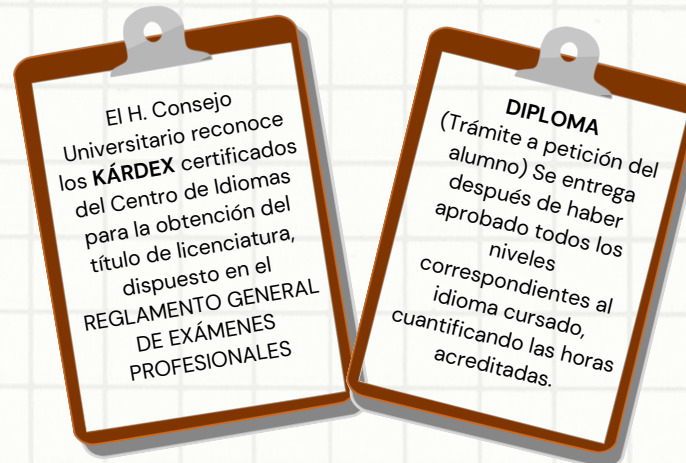 El H. Consejo
Universitario reconoce
los KÁRDEX certificados
del Centro de Idiomas
para la obtención del
título de licenciatura,
dispuesto en el
REGLAMENTO GENERAL
DE EXÁMENES
PROFESIONALES
DIPLOMA
(Trámite a petición del
alumno) Se entrega
después de haber
aprobado todos los
niveles
correspondientes al
idioma cursado,
cuantificando las horas
acreditadas.